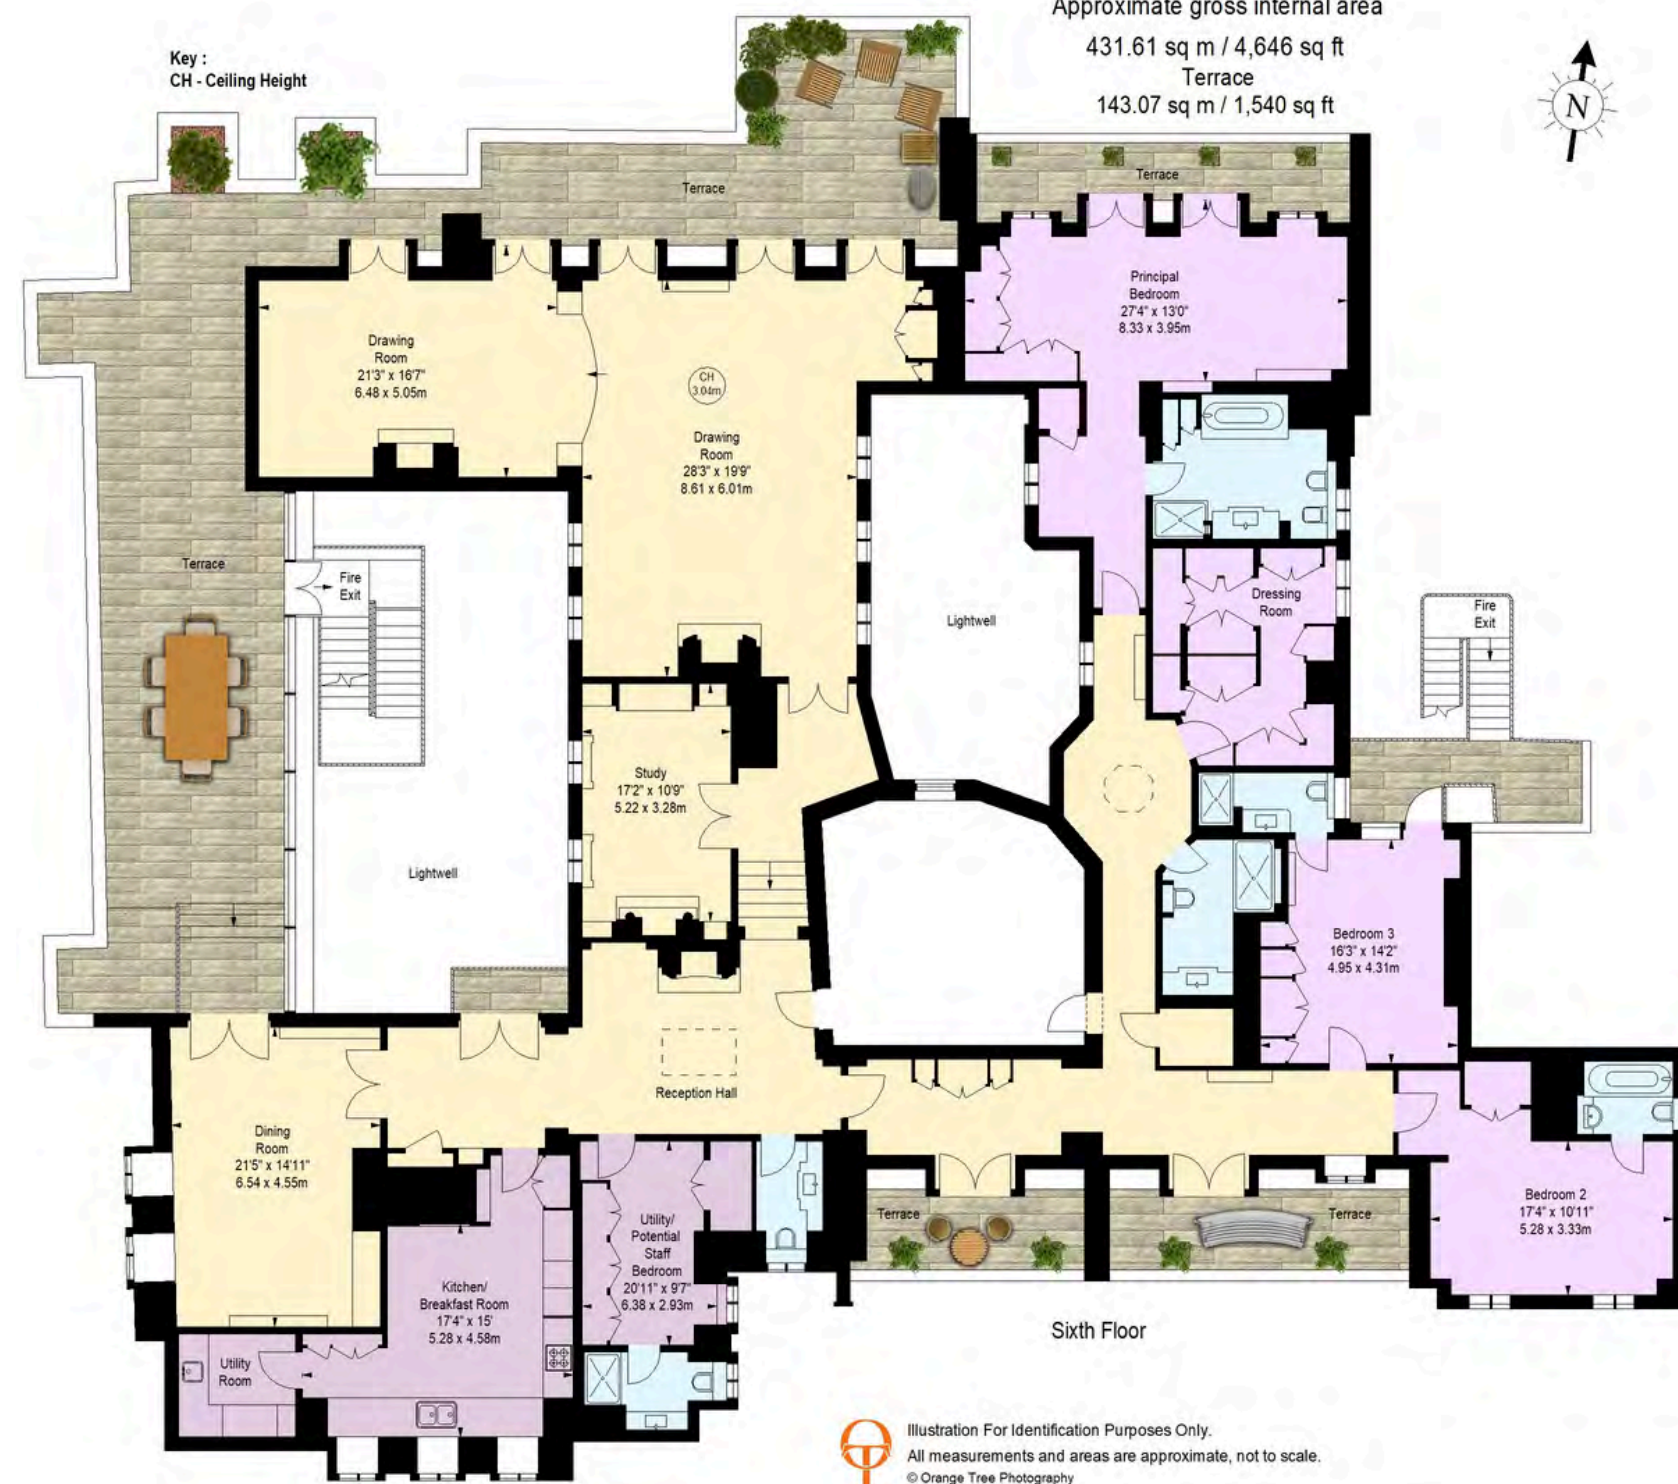 Approximate gross internal area
431.61 sq m / 4,646 sq ft
Terrace
143.07 sq m / 1,540 sq ft
Key :
CH - Ceiling Height
N
Terrace
Terrace
Principal
Bedroom
27'4" x 13'0"
8.33 x 3.95m
Drawing
Room
21'3" x 16'7"
6.48 x 5.05m
CH
3.04m
Drawing
Room
28'3" x 19'9"
8.61 x 6.01m
Terrace
Fire
Exit
Lightwell
Dressing
Room
Fire
Exit
Study
17'2" x 10'9"
5.22 x 3.28m
Lightwell
Bedroom 3
16'3" x 14'2"
4.95 x 4.31m
Reception Hall
Dining
Room
21'5" x 14'11"
6.54 x 4.55m
Utility/
Potential
Staff
Bedroom
20'11" x 9'7"
6.38 x 2.93m
Terrace
Terrace
Bedroom 2
17'4" x 10'11"
5.28 x 3.33m
Kitchen/
Breakfast Room
17'4" x 15'
5.28 x 4.58m
Utility
Room
Sixth Floor
Illustration For Identification Purposes Only.
All measurements and areas are approximate, not to scale.
© Orange Tree Photography